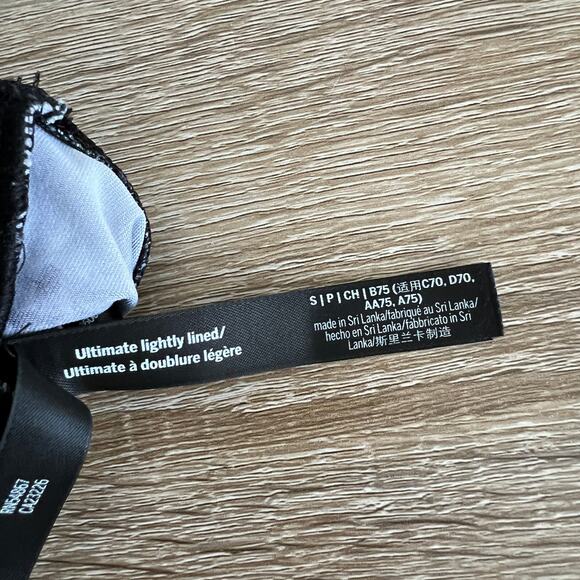 S | P | CH | B75 (适用C70, D70,
AA75, A75)
made in Sri Lanka/fabriqué au Sri Lanka/
hecho en Sri Lanka/fabbricato in Sri
Lanka/斯里兰卡制造
Ultimate lightly lined/
Ultimate à doublure légère
RN54867
CA23226